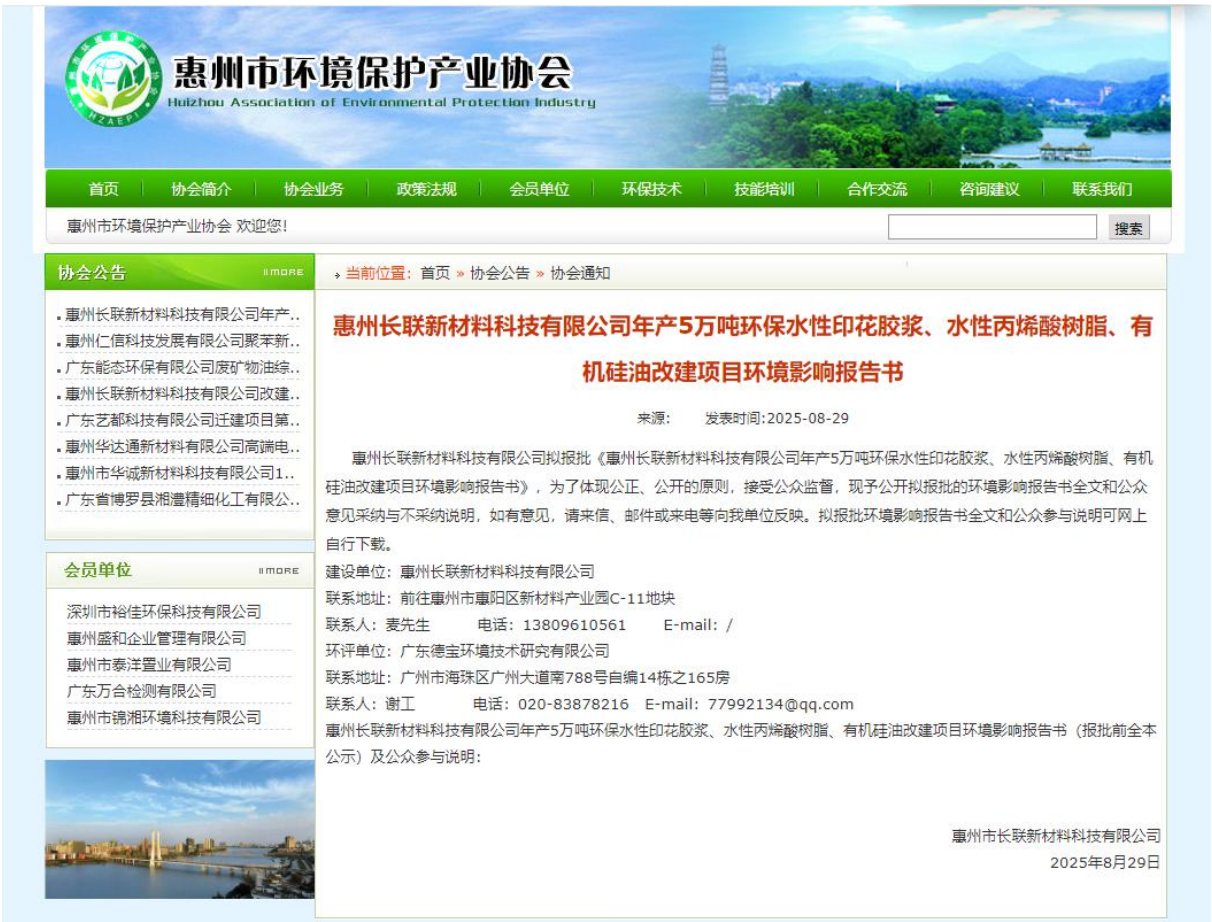 惠州市环境保护产业协会
Huizhou Association of Environmental Protection Industry
HZAEPI
首页 协会简介 协会业务 政策法规 会员单位 环保技术 技能培训 合作交流 咨询建议 联系我们
惠州市环境保护产业协会 欢迎您!
搜索
协会公告 MORE
惠州长联新材料科技有限公司年产..
惠州仁信科技发展有限公司聚苯新..
广东能态环保有限公司废矿物油综..
惠州长联新材料科技有限公司改建..
广东艺都科技有限公司迁建项目第..
惠州华达通新材料有限公司高端电..
惠州市华诚新材料科技有限公司1..
广东省博罗县湘澧精细化工有限公..
会员单位 MORE
深圳市裕佳环保科技有限公司
惠州盛和企业管理有限公司
惠州市泰洋置业有限公司
广东万合检测有限公司
惠州市锦湘环境科技有限公司
当前位置：首页 » 协会公告 » 协会通知
惠州长联新材料科技有限公司年产5万吨环保水性印花胶浆、水性丙烯酸树脂、有
机硅油改建项目环境影响报告书
来源： 发表时间:2025-08-29
惠州长联新材料科技有限公司拟报批《惠州长联新材料科技有限公司年产5万吨环保水性印花胶浆、水性丙烯酸树脂、有机
硅油改建项目环境影响报告书》，为了体现公正、公开的原则，接受公众监督，现予公开拟报批的环境影响报告书全文和公众
意见采纳与不采纳说明，如有意见，请来信、邮件或来电等向我单位反映。拟报批环境影响报告书全文和公众参与说明可网上
自行下载。
建设单位：惠州长联新材料科技有限公司
联系地址：前往惠州市惠阳区新材料产业园C-11地块
联系人：麦先生 电话：13809610561 E-mail：/
环评单位：广东德宝环境技术研究有限公司
联系地址：广州市海珠区广州大道南788号自编14栋之165房
联系人：谢工 电话：020-83878216 E-mail：77992134@qq.com
惠州长联新材料科技有限公司年产5万吨环保水性印花胶浆、水性丙烯酸树脂、有机硅油改建项目环境影响报告书（报批前全本
公示）及公众参与说明：
惠州市长联新材料科技有限公司
2025年8月29日